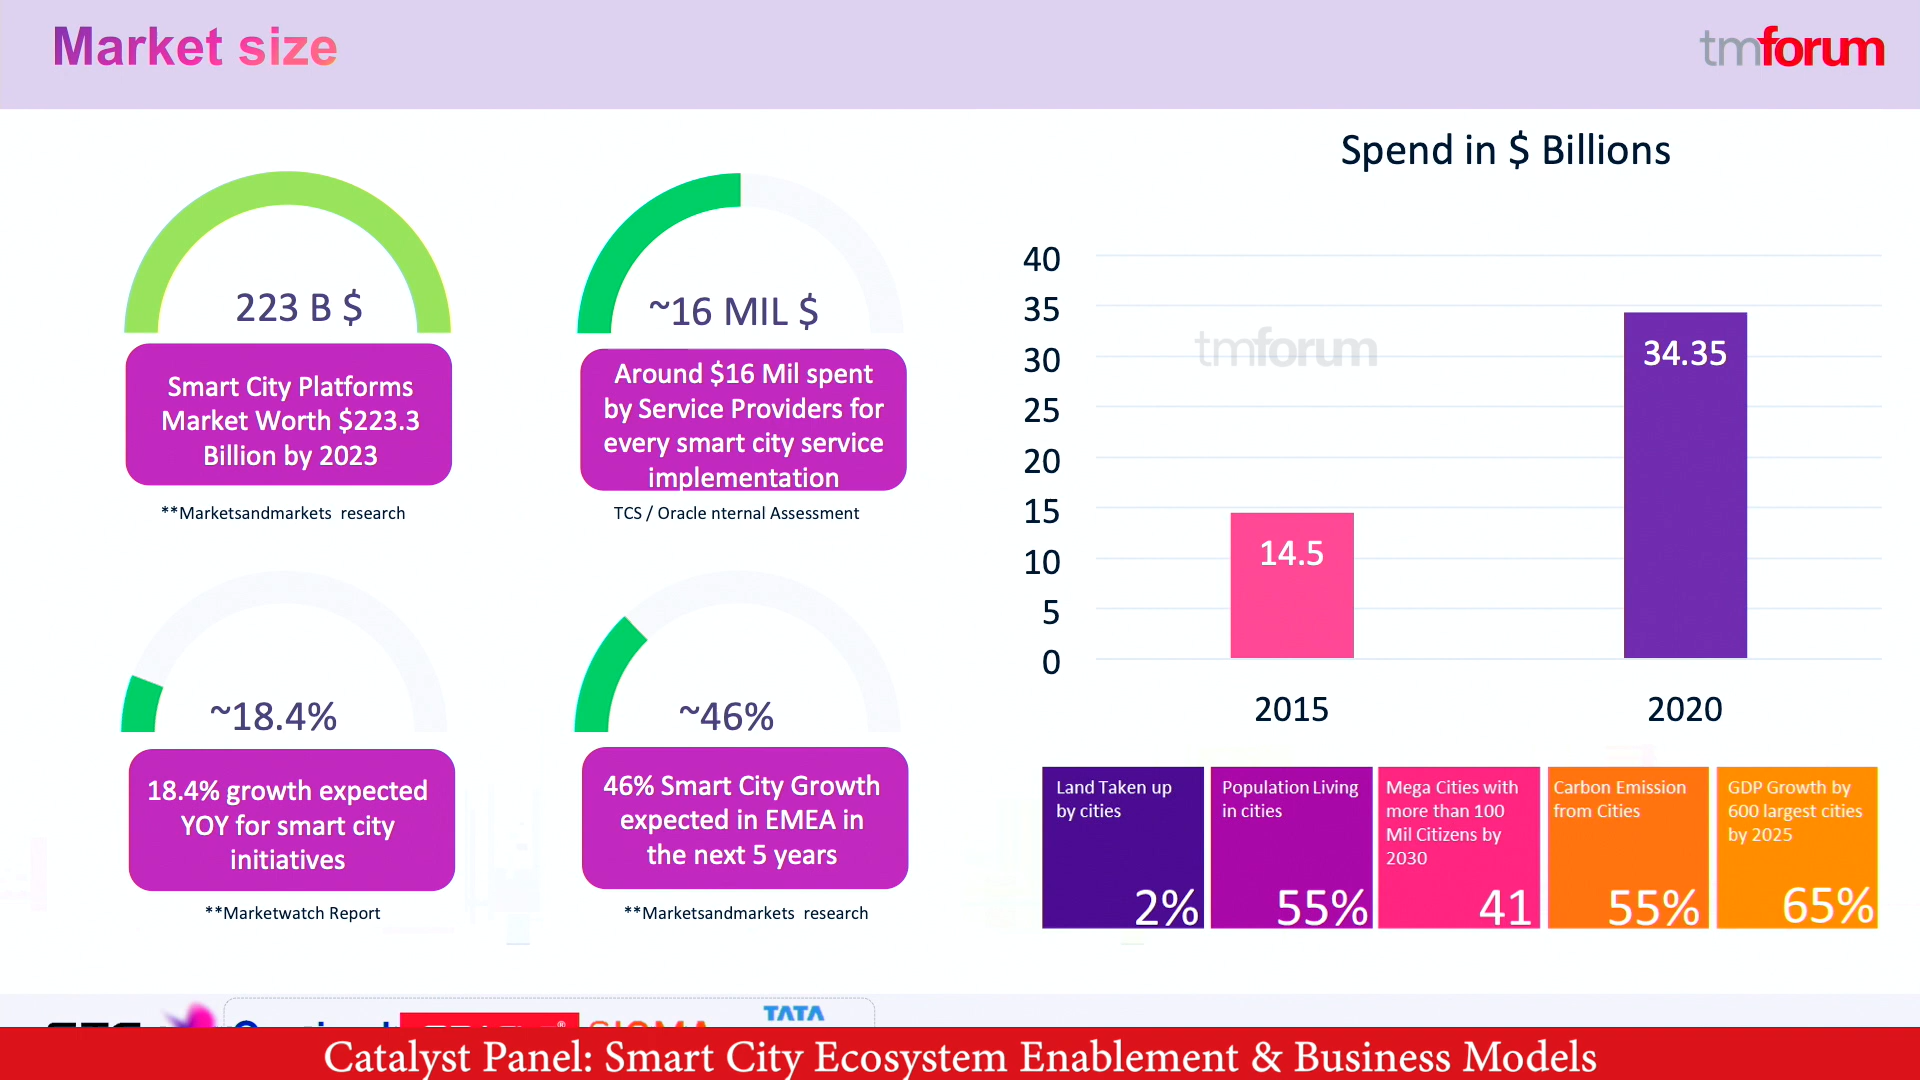 Market size
tmforum
223 B $
Smart City Platforms
Market Worth $223.3
Billion by 2023
**Marketsandmarkets research
~16 MIL $
Around $16 Mil spent
by Service Providers for
every smart city service
implementation
TCS / Oracle nternal Assessment
~18.4%
18.4% growth expected
YOY for smart city
initiatives
**Marketwatch Report
~46%
46% Smart City Growth
expected in EMEA in
the next 5 years
**Marketsandmarkets research
Spend in $ Billions
40
35
30
25
20
15
10
5
0
tmforum
14.5
34.35
2015
2020
Land Taken up
by cities
2%
Population Living
in cities
55%
Mega Cities with
more than 100
Mil Citizens by
2030
41
Carbon Emission
from Cities
55%
GDP Growth by
600 largest cities
by 2025
65%
TATA
Catalyst Panel: Smart City Ecosystem Enablement & Business Models